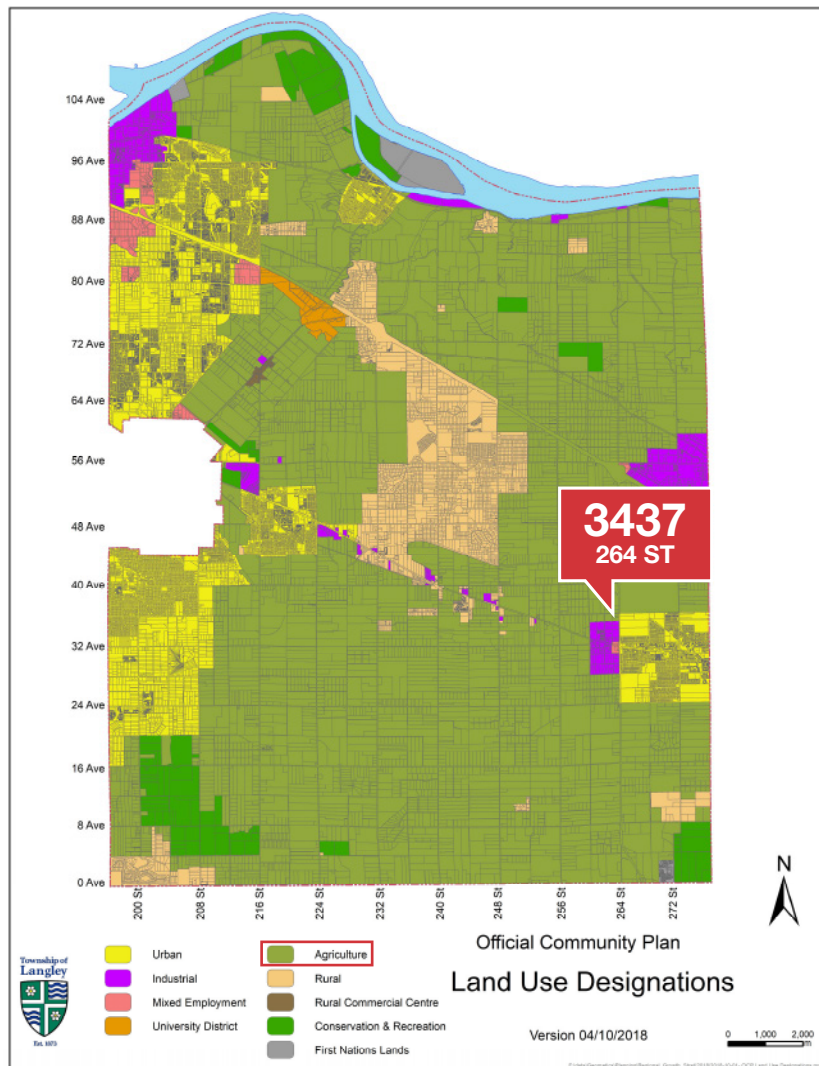 104 Ave
96 Ave
88 Ave
80 Ave
72 Ave
64 Ave
56 Ave
48 Ave
40 Ave
32 Ave
24 Ave
16 Ave
8 Ave
0 Ave
3437
264 ST
200 St
208 St
216 St
224 St
232 St
240 St
248 St
256 St
264 St
272 St
N
Township of
Langley
Est. 1873
Urban
Industrial
Mixed Employment
University District
Agriculture
Rural
Rural Commercial Centre
Conservation & Recreation
First Nations Lands
Official Community Plan
Land Use Designations
Version 04/10/2018
0 1,000 2,000
m